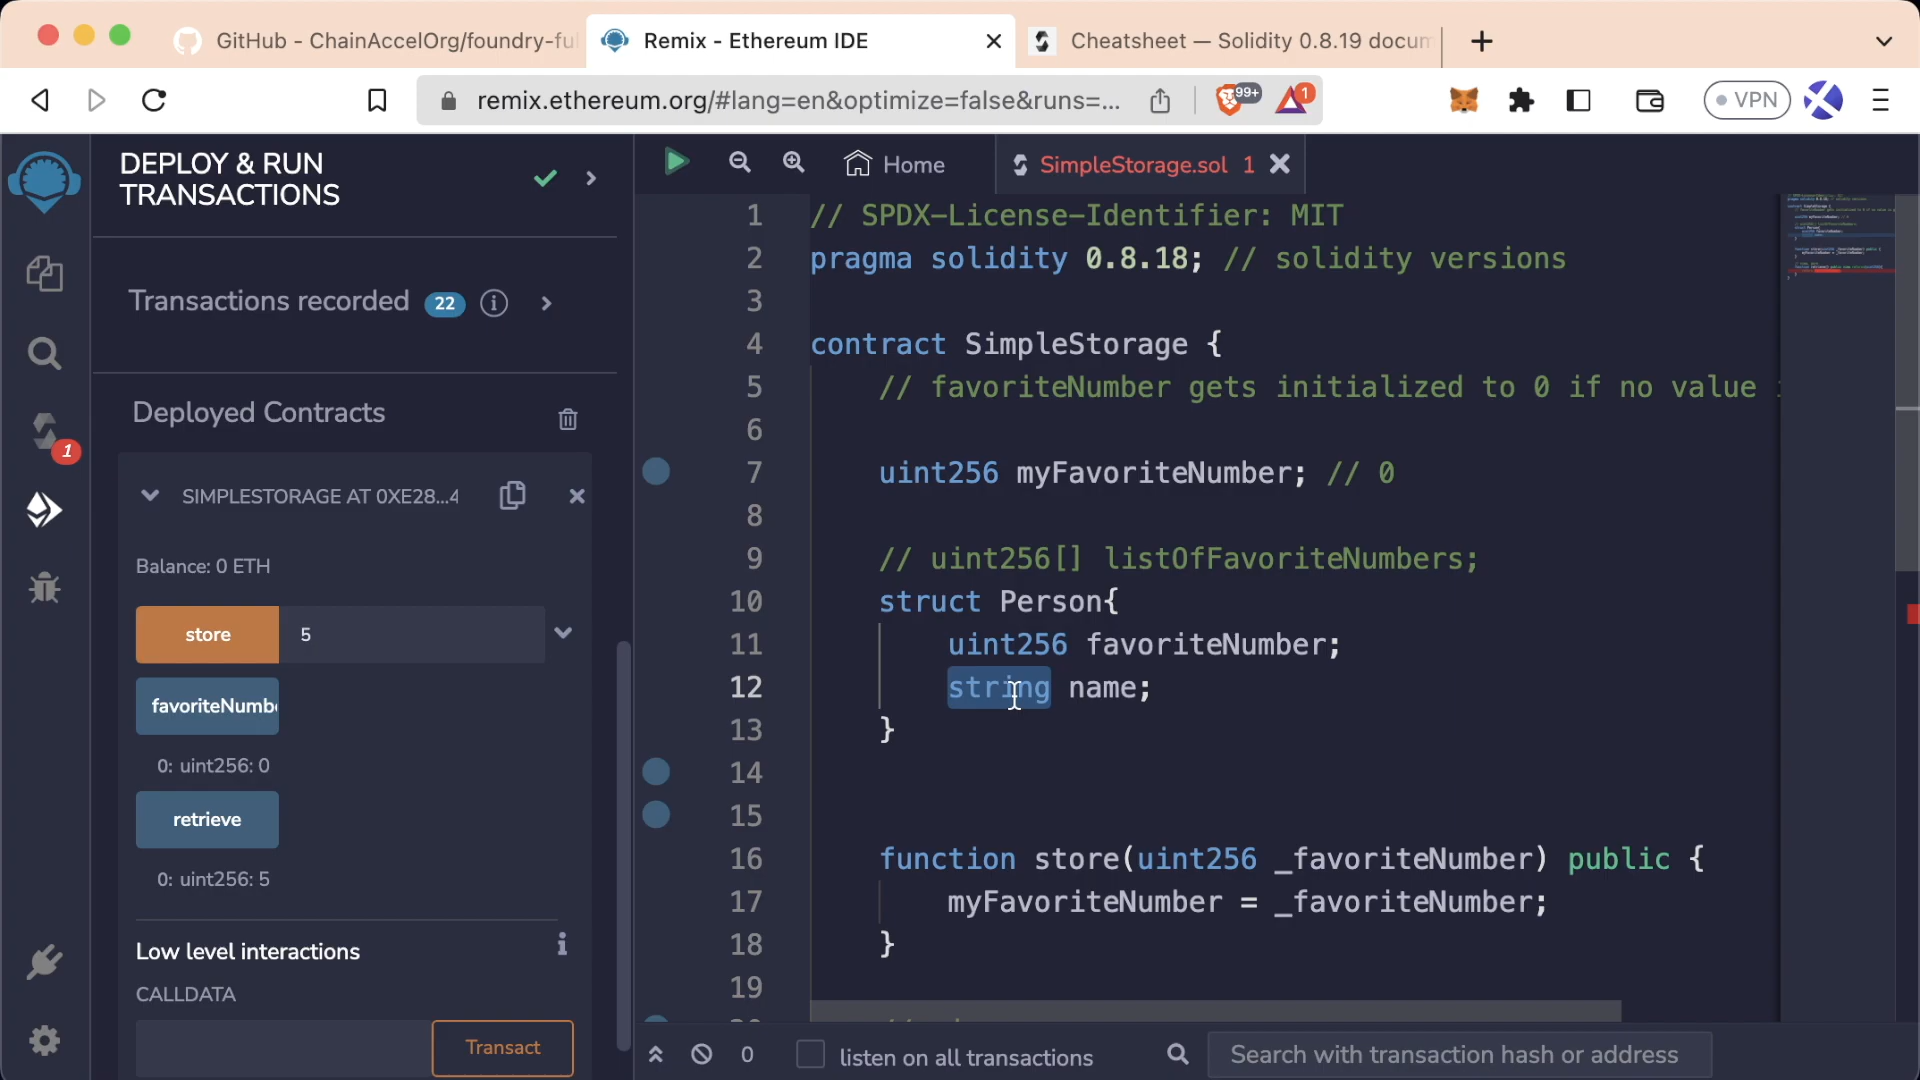 GitHub - ChainAccelOrg/foundry-ful
Remix - Ethereum IDE
Cheatsheet — Solidity 0.8.19 docum
remix.ethereum.org/#lang=en&optimize=false&runs=...
99+
1
VPN
DEPLOY & RUN
TRANSACTIONS
Transactions recorded 22
Deployed Contracts
1
SIMPLESTORAGE AT 0XE28...4
Balance: 0 ETH
store 5
favoriteNumb
0: uint256: 0
retrieve
0: uint256: 5
Low level interactions
CALLDATA
Transact
Home
SimpleStorage.sol 1
1 // SPDX-License-Identifier: MIT
2 pragma solidity 0.8.18; // solidity versions
3
4 contract SimpleStorage {
5 // favoriteNumber gets initialized to 0 if no value
6
7 uint256 myFavoriteNumber; // 0
8
9 // uint256[] listOfFavoriteNumbers;
10 struct Person{
11 uint256 favoriteNumber;
12 string name;
13 }
14
15
16 function store(uint256 _favoriteNumber) public {
17 myFavoriteNumber = _favoriteNumber;
18 }
19
0
listen on all transactions
Search with transaction hash or address